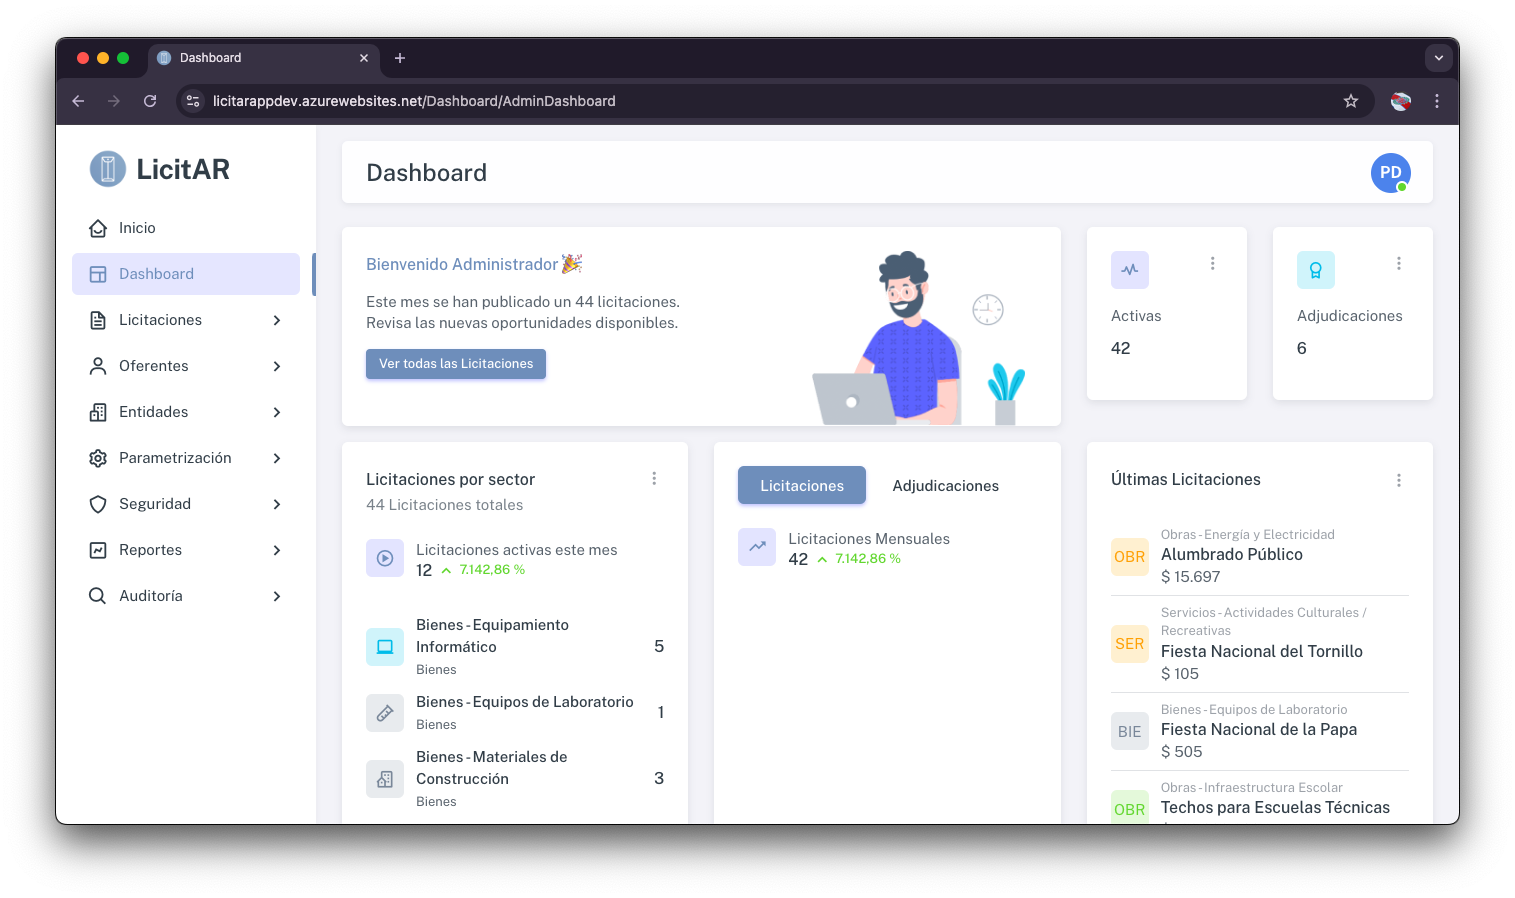 Dashboard
licitarappdev.azurewebsites.net/Dashboard/AdminDashboard
LicitAR
Inicio
Dashboard
Licitaciones
Oferentes
Entidades
Parametrización
Seguridad
Reportes
Auditoría
Dashboard
PD
Bienvenido Administrador
Este mes se han publicado un 44 licitaciones.
Revisa las nuevas oportunidades disponibles.
Ver todas las Licitaciones
Activas
42
Adjudicaciones
6
Licitaciones por sector
44 Licitaciones totales
Licitaciones activas este mes
12 7.142,86 %
Bienes - Equipamiento
Informático
Bienes
5
Bienes - Equipos de Laboratorio
Bienes
1
Bienes - Materiales de
Construcción
Bienes
3
Licitaciones
Adjudicaciones
Licitaciones Mensuales
42 7.142,86 %
Últimas Licitaciones
OBR
Obras - Energía y Electricidad
Alumbrado Público
$ 15.697
SER
Servicios - Actividades Culturales /
Recreativas
Fiesta Nacional del Tornillo
$ 105
BIE
Bienes - Equipos de Laboratorio
Fiesta Nacional de la Papa
$ 505
OBR
Obras - Infraestructura Escolar
Techos para Escuelas Técnicas